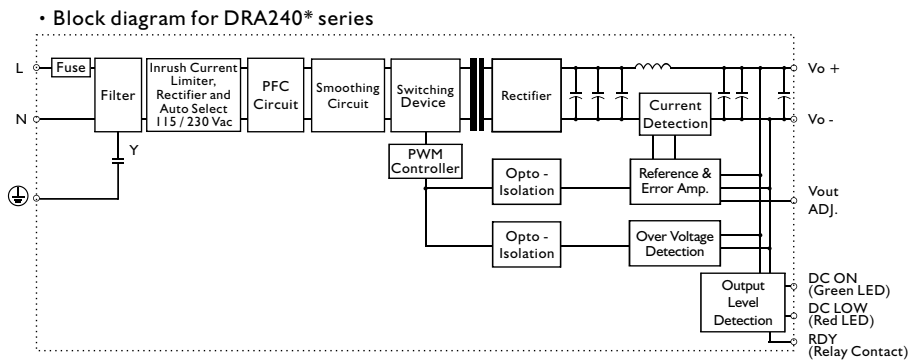 • Block diagram for DRA240* series
L
Fuse
N
Filter
Y
Inrush Current
Limiter,
Rectifier and
Auto Select
115 / 230 Vac
PFC
Circuit
Smoothing
Circuit
Switching
Device
Rectifier
Current
Detection
Vo +
Vo -
PWM
Controller
Opto -
Isolation
Reference &
Error Amp.
Vout
ADJ.
Opto -
Isolation
Over Voltage
Detection
Output
Level
Detection
DC ON
(Green LED)
DC LOW
(Red LED)
RDY
(Relay Contact)